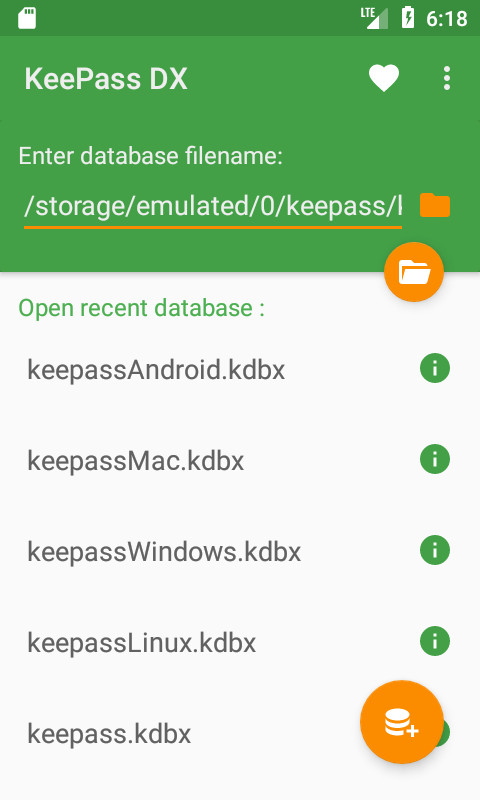 LTE 6:18
KeePass DX
Enter database filename:
/storage/emulated/0/keepass/
Open recent database :
keepassAndroid.kdbx
keepassMac.kdbx
keepassWindows.kdbx
keepassLinux.kdbx
keepass.kdbx